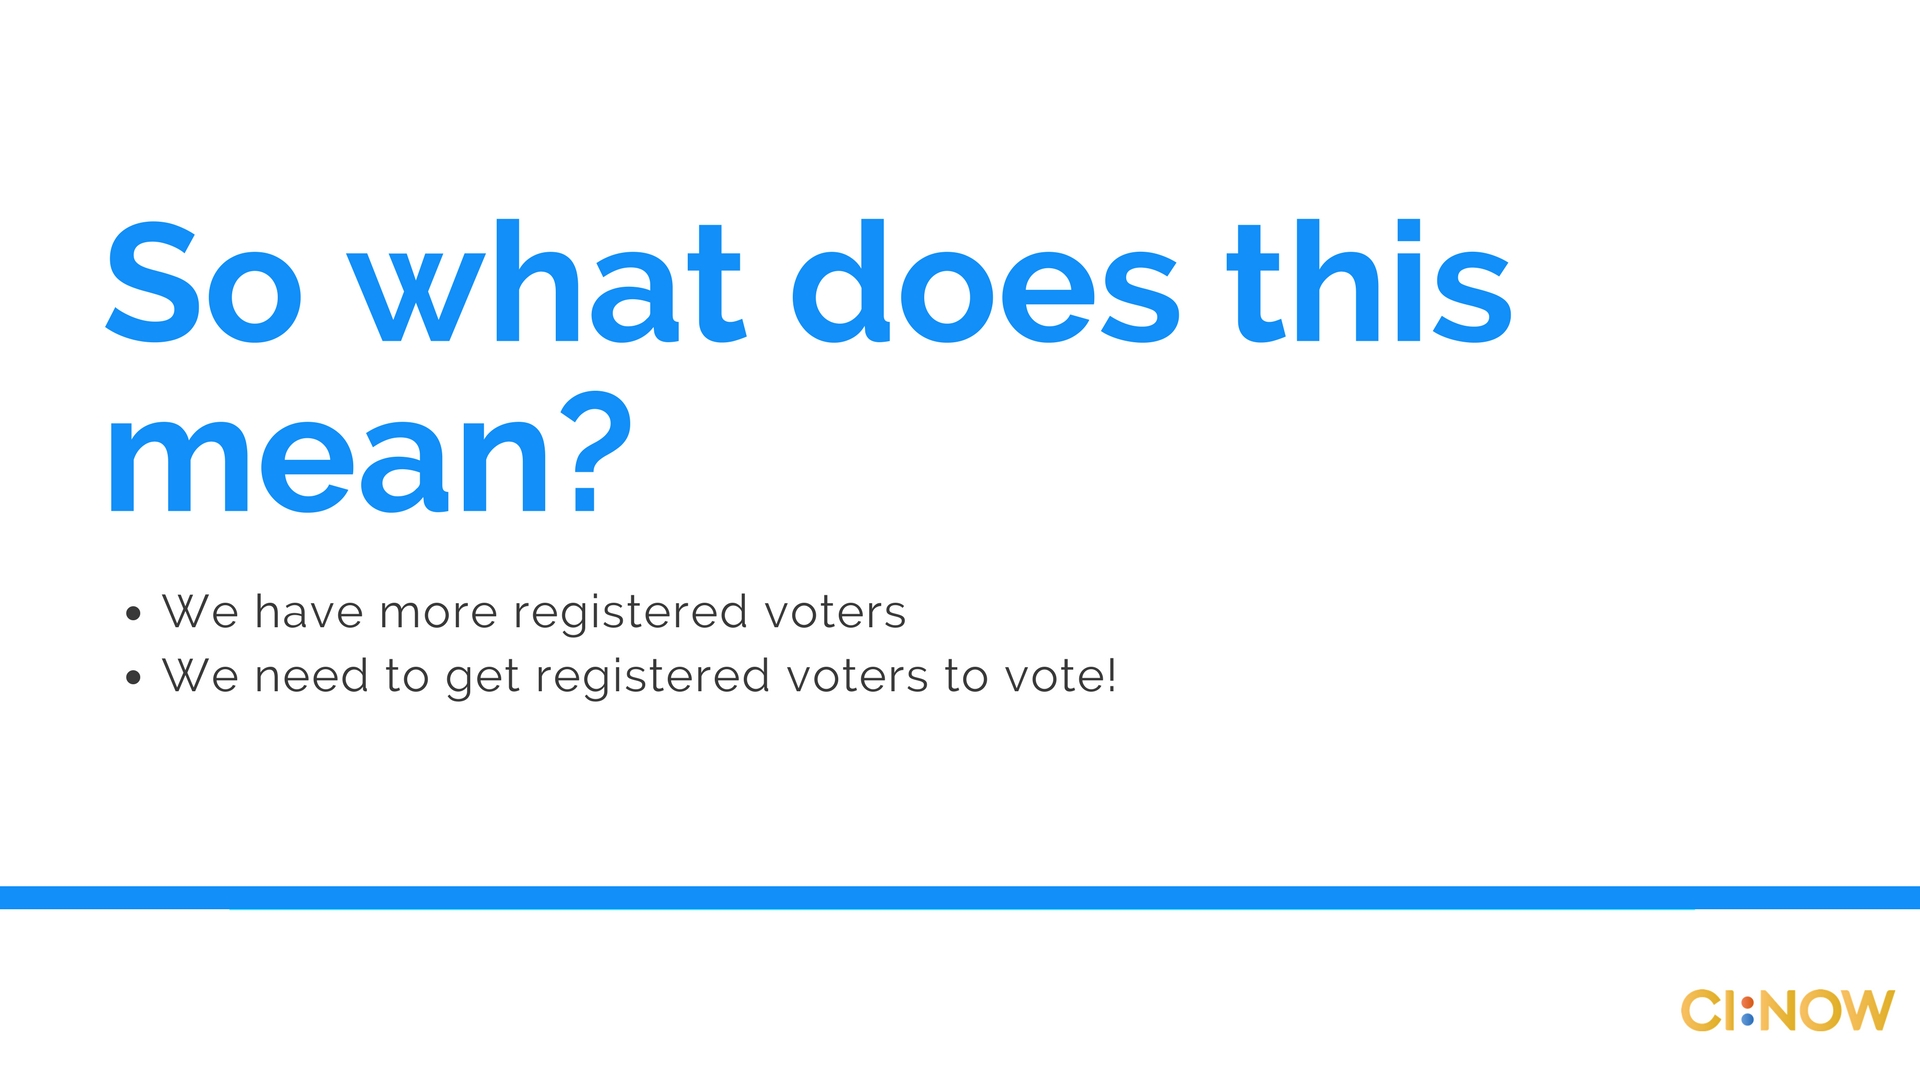 So what does this
mean?
• We have more registered voters
• We need to get registered voters to vote!
CI:NOW